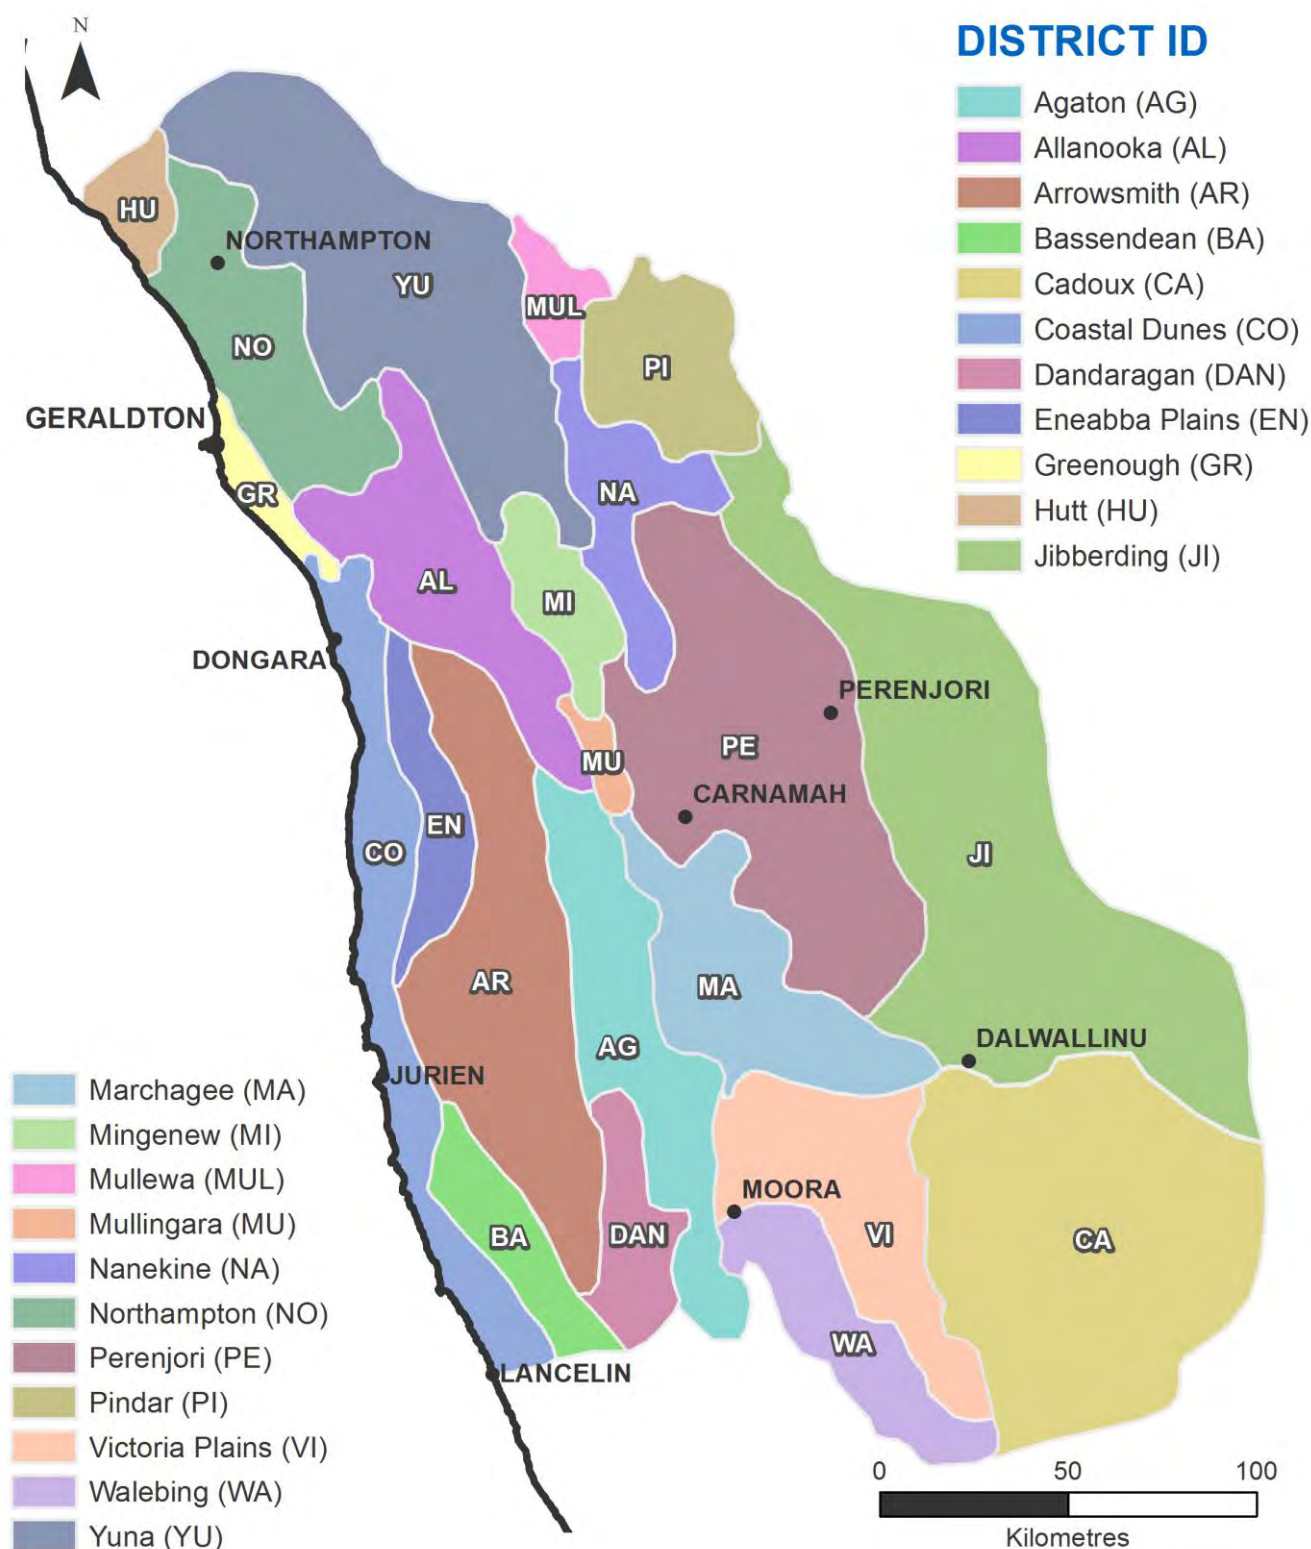 N
DISTRICT ID
Agaton (AG)
Allanooka (AL)
Arrowsmith (AR)
Bassendean (BA)
Cadoux (CA)
Coastal Dunes (CO)
Dandaragan (DAN)
Eneabba Plains (EN)
Greenough (GR)
Hutt (HU)
Jibberding (JI)
HU
NORTHAMPTON
YU
MUL
NO
PI
GERALDTON
GR
NA
AL
MI
DONGARA
PERENJORI
PE
MU
CARNAMAH
EN
CO
JI
AR
MA
AG
DALWALLINU
JURIEN
MOORA
BA
DAN
VI
CA
WA
LANCELIN
Marchagee (MA)
Mingenew (MI)
Mullewa (MUL)
Mullingara (MU)
Nanekine (NA)
Northampton (NO)
Perenjori (PE)
Pindar (PI)
Victoria Plains (VI)
Walebing (WA)
Yuna (YU)
0 50 100
Kilometres